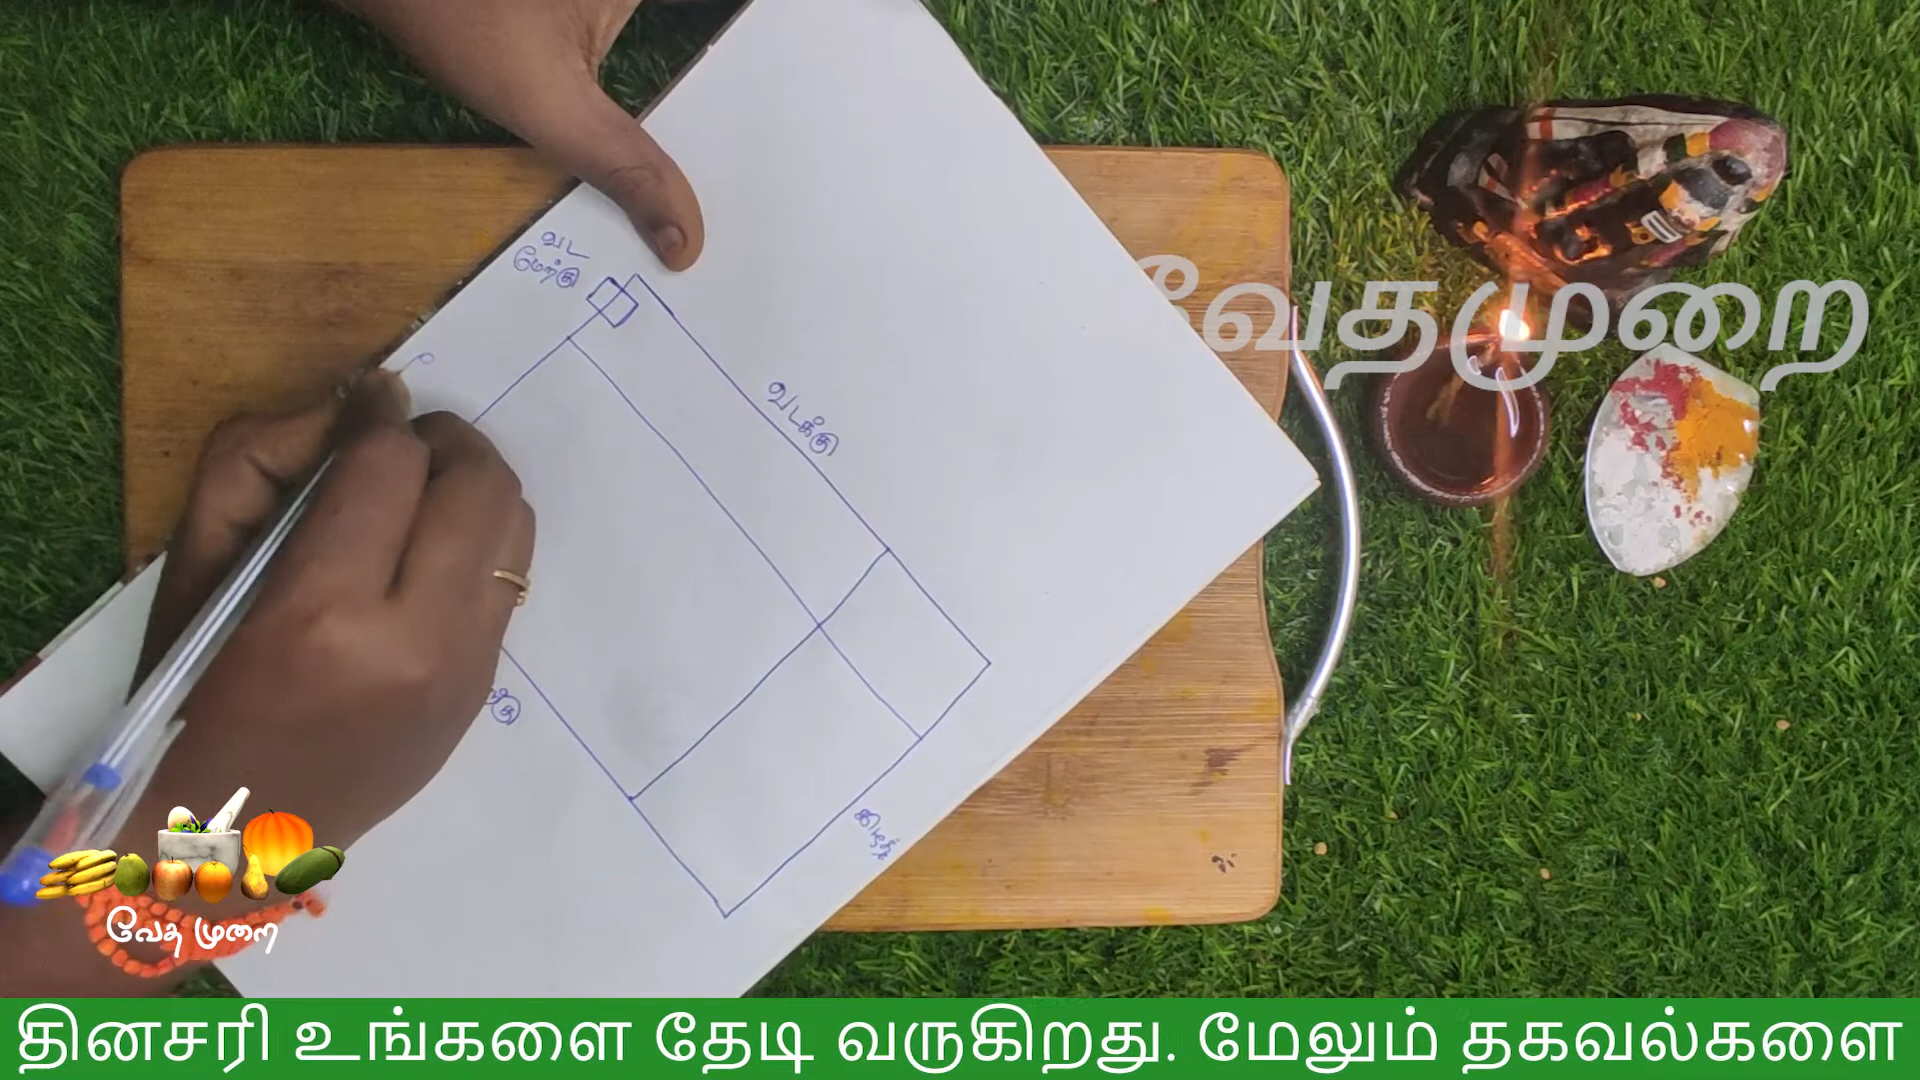 வட
மேற்கு
வடக்கு
வேதமுறை
வேத முறை
தினசரி உங்களை தேடி வருகிறது. மேலும் தகவல்களை